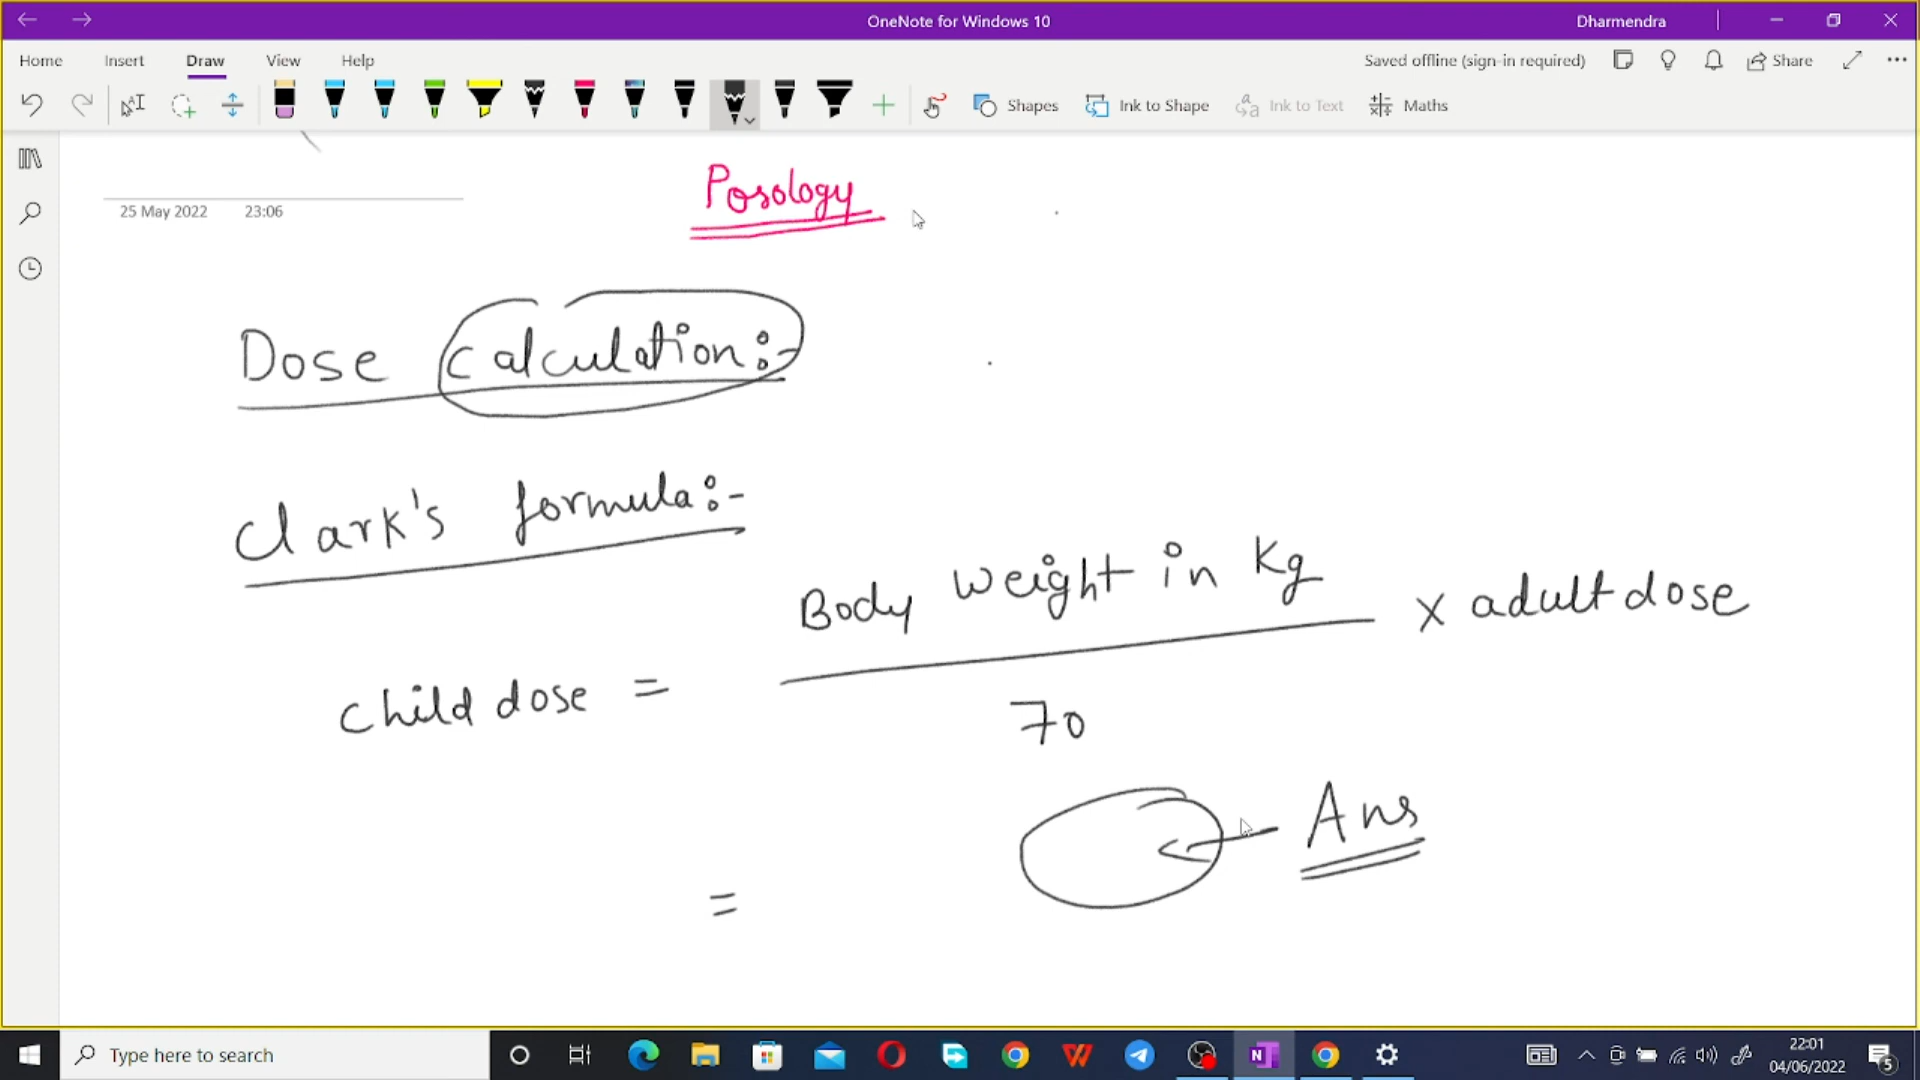 OneNote for Windows 10
Dharmendra
Home Insert Draw View Help
Saved offline (sign-in required)
Share
Shapes
Ink to Shape
Ink to Text
Maths
25 May 2022 23:06
Posology
Dose calculation:-
Clark's formula:-
Body weight in Kg
x adult dose
child dose =
70
Ans
=
Type here to search
22:01
04/06/2022
5